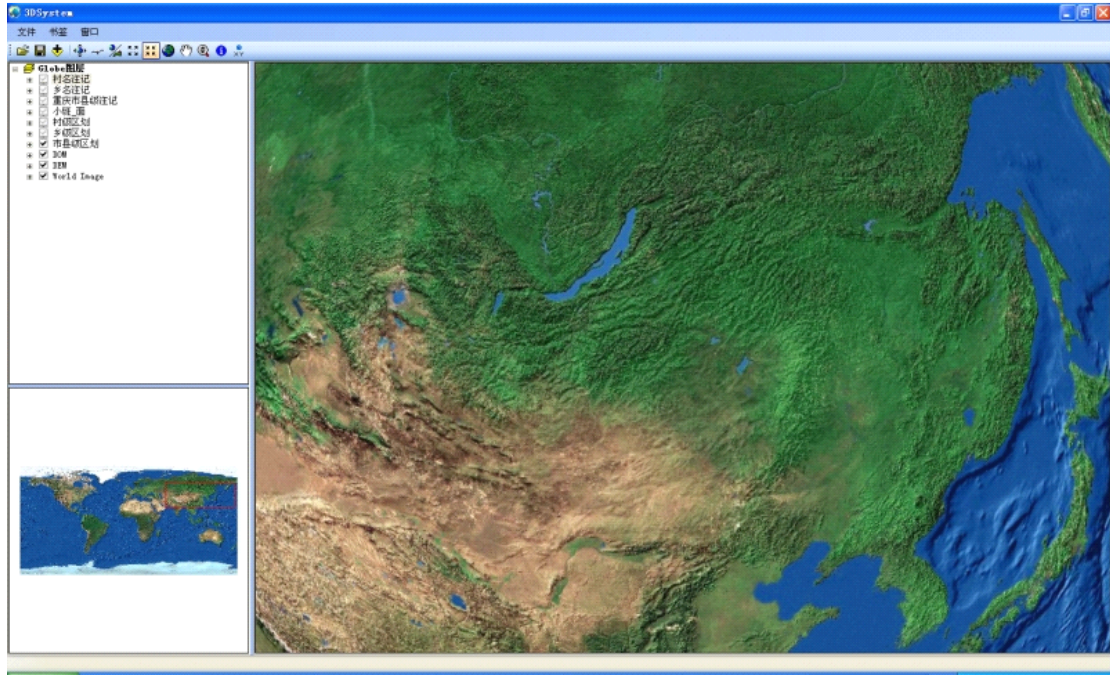 3DSystem
文件 书签 窗口
Globe图层
村名注记
乡名注记
重庆市县级注记
小班_面
村级区划
乡级区划
市县级区划
DOM
DEM
World Image